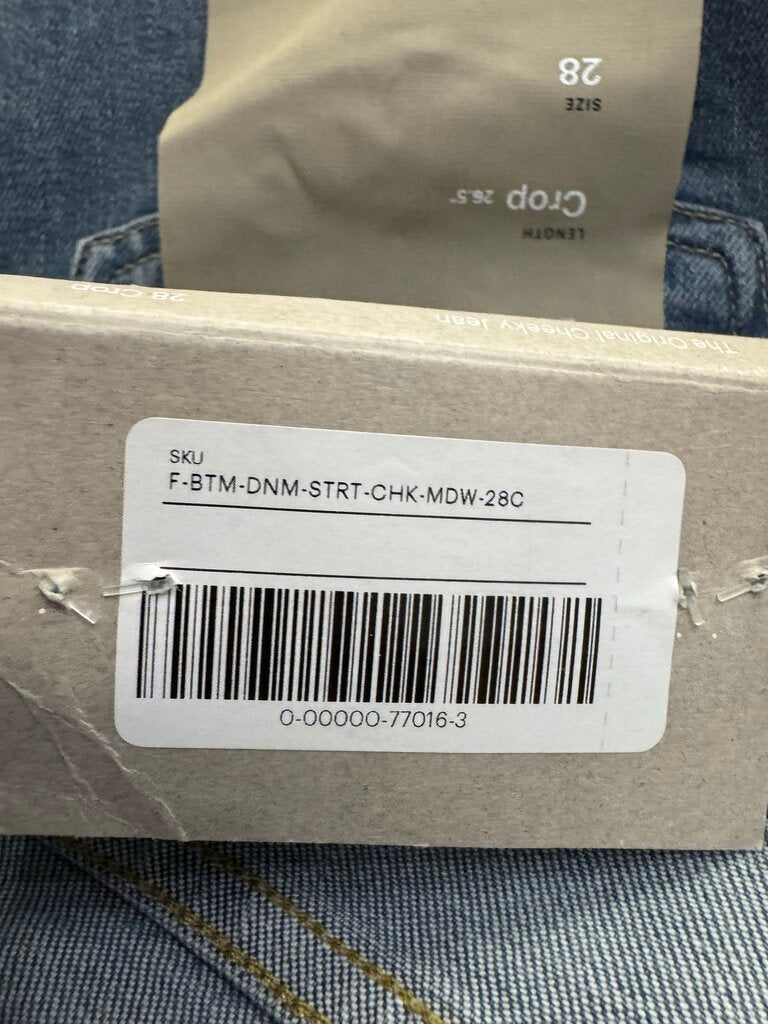 28
SIZE
Crop 26.5"
LENGTH
28 Crop
The Original Cheeky Jean
SKU
F-BTM-DNM-STRT-CHK-MDW-28C
0-00000-77016-3